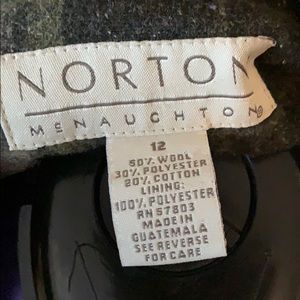 NORTON
McNAUGHTON®
12
50% WOOL
30% POLYESTER
20% COTTON
LINING:
100% POLYESTER
RN 57803
MADE IN
GUATEMALA
SEE REVERSE
FOR CARE